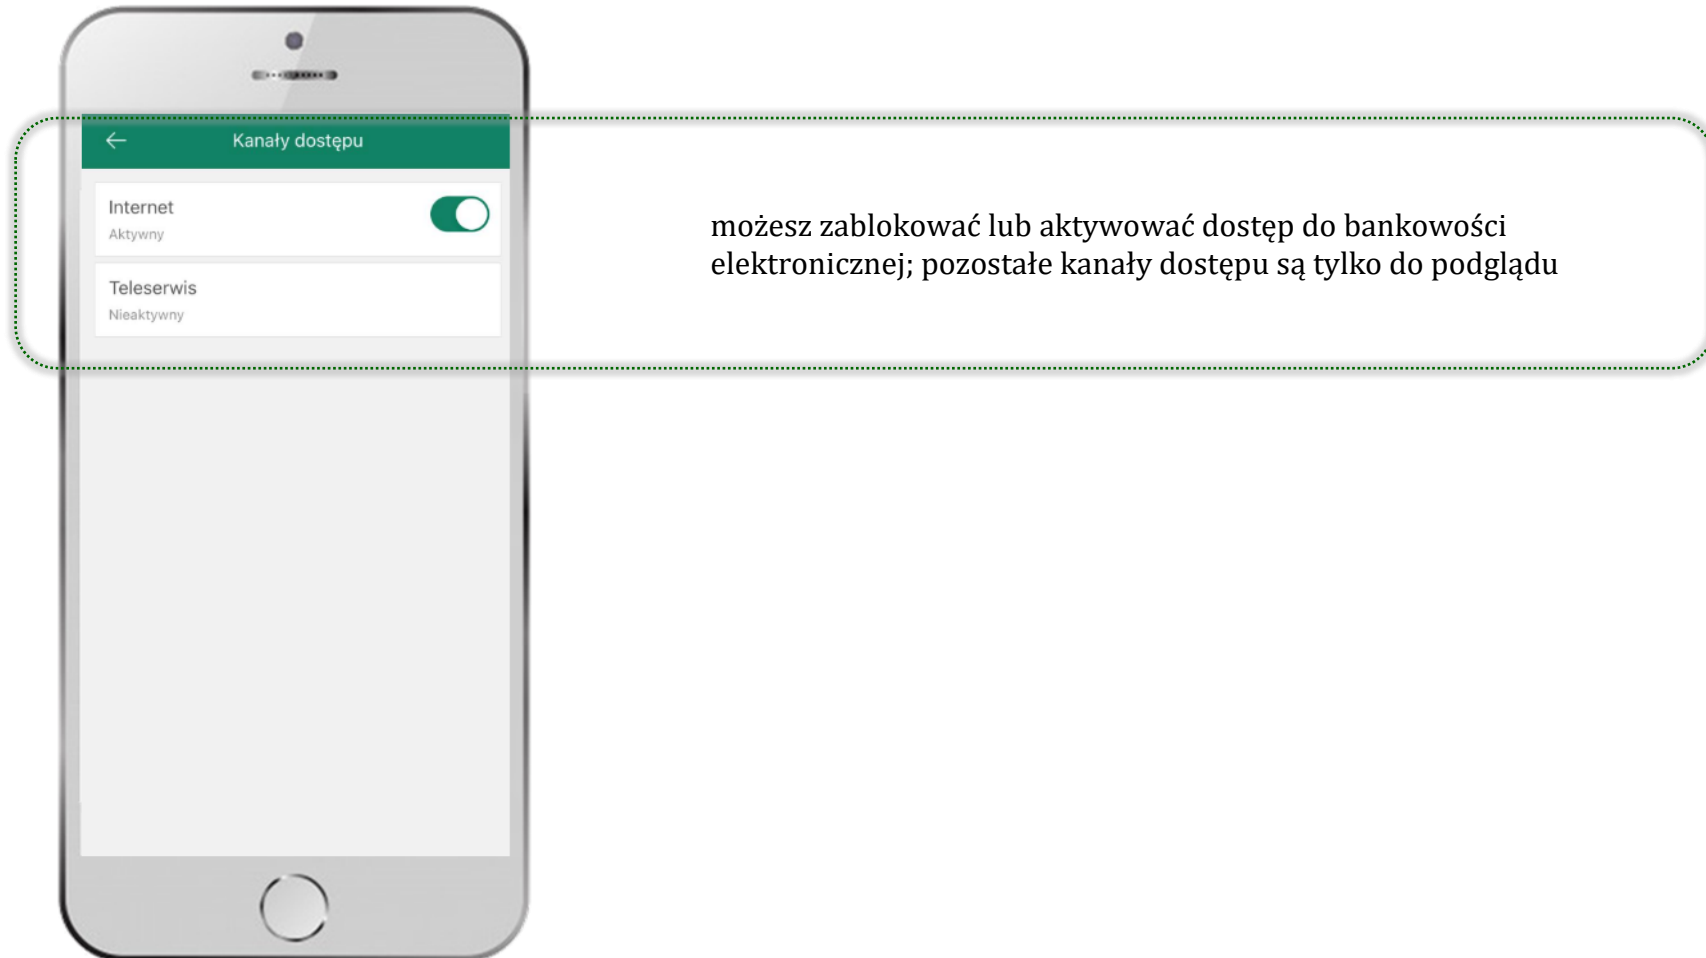 Kanały dostępu
Internet
Aktywny
Teleserwis
Nieaktywny
możesz zablokować lub aktywować dostęp do bankowości
elektronicznej; pozostałe kanały dostępu są tylko do podglądu